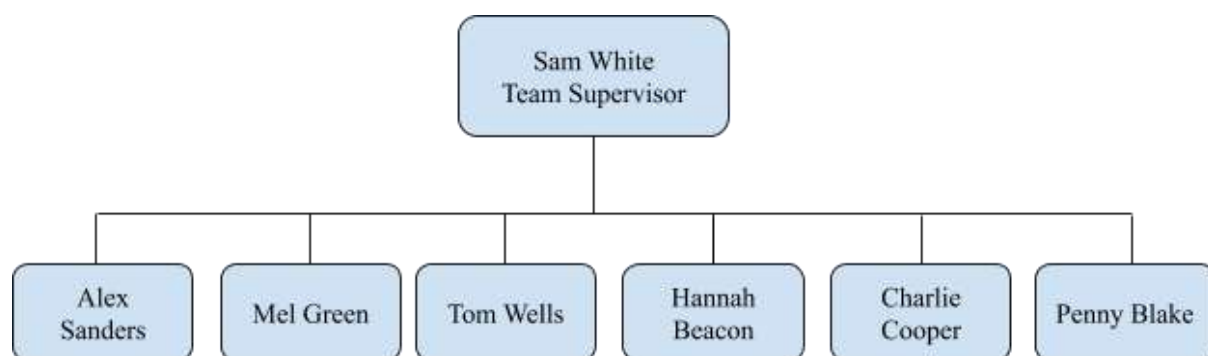 Sam White
Team Supervisor
Alex
Sanders
Mel Green
Tom Wells
Hannah
Beacon
Charlie
Cooper
Penny Blake